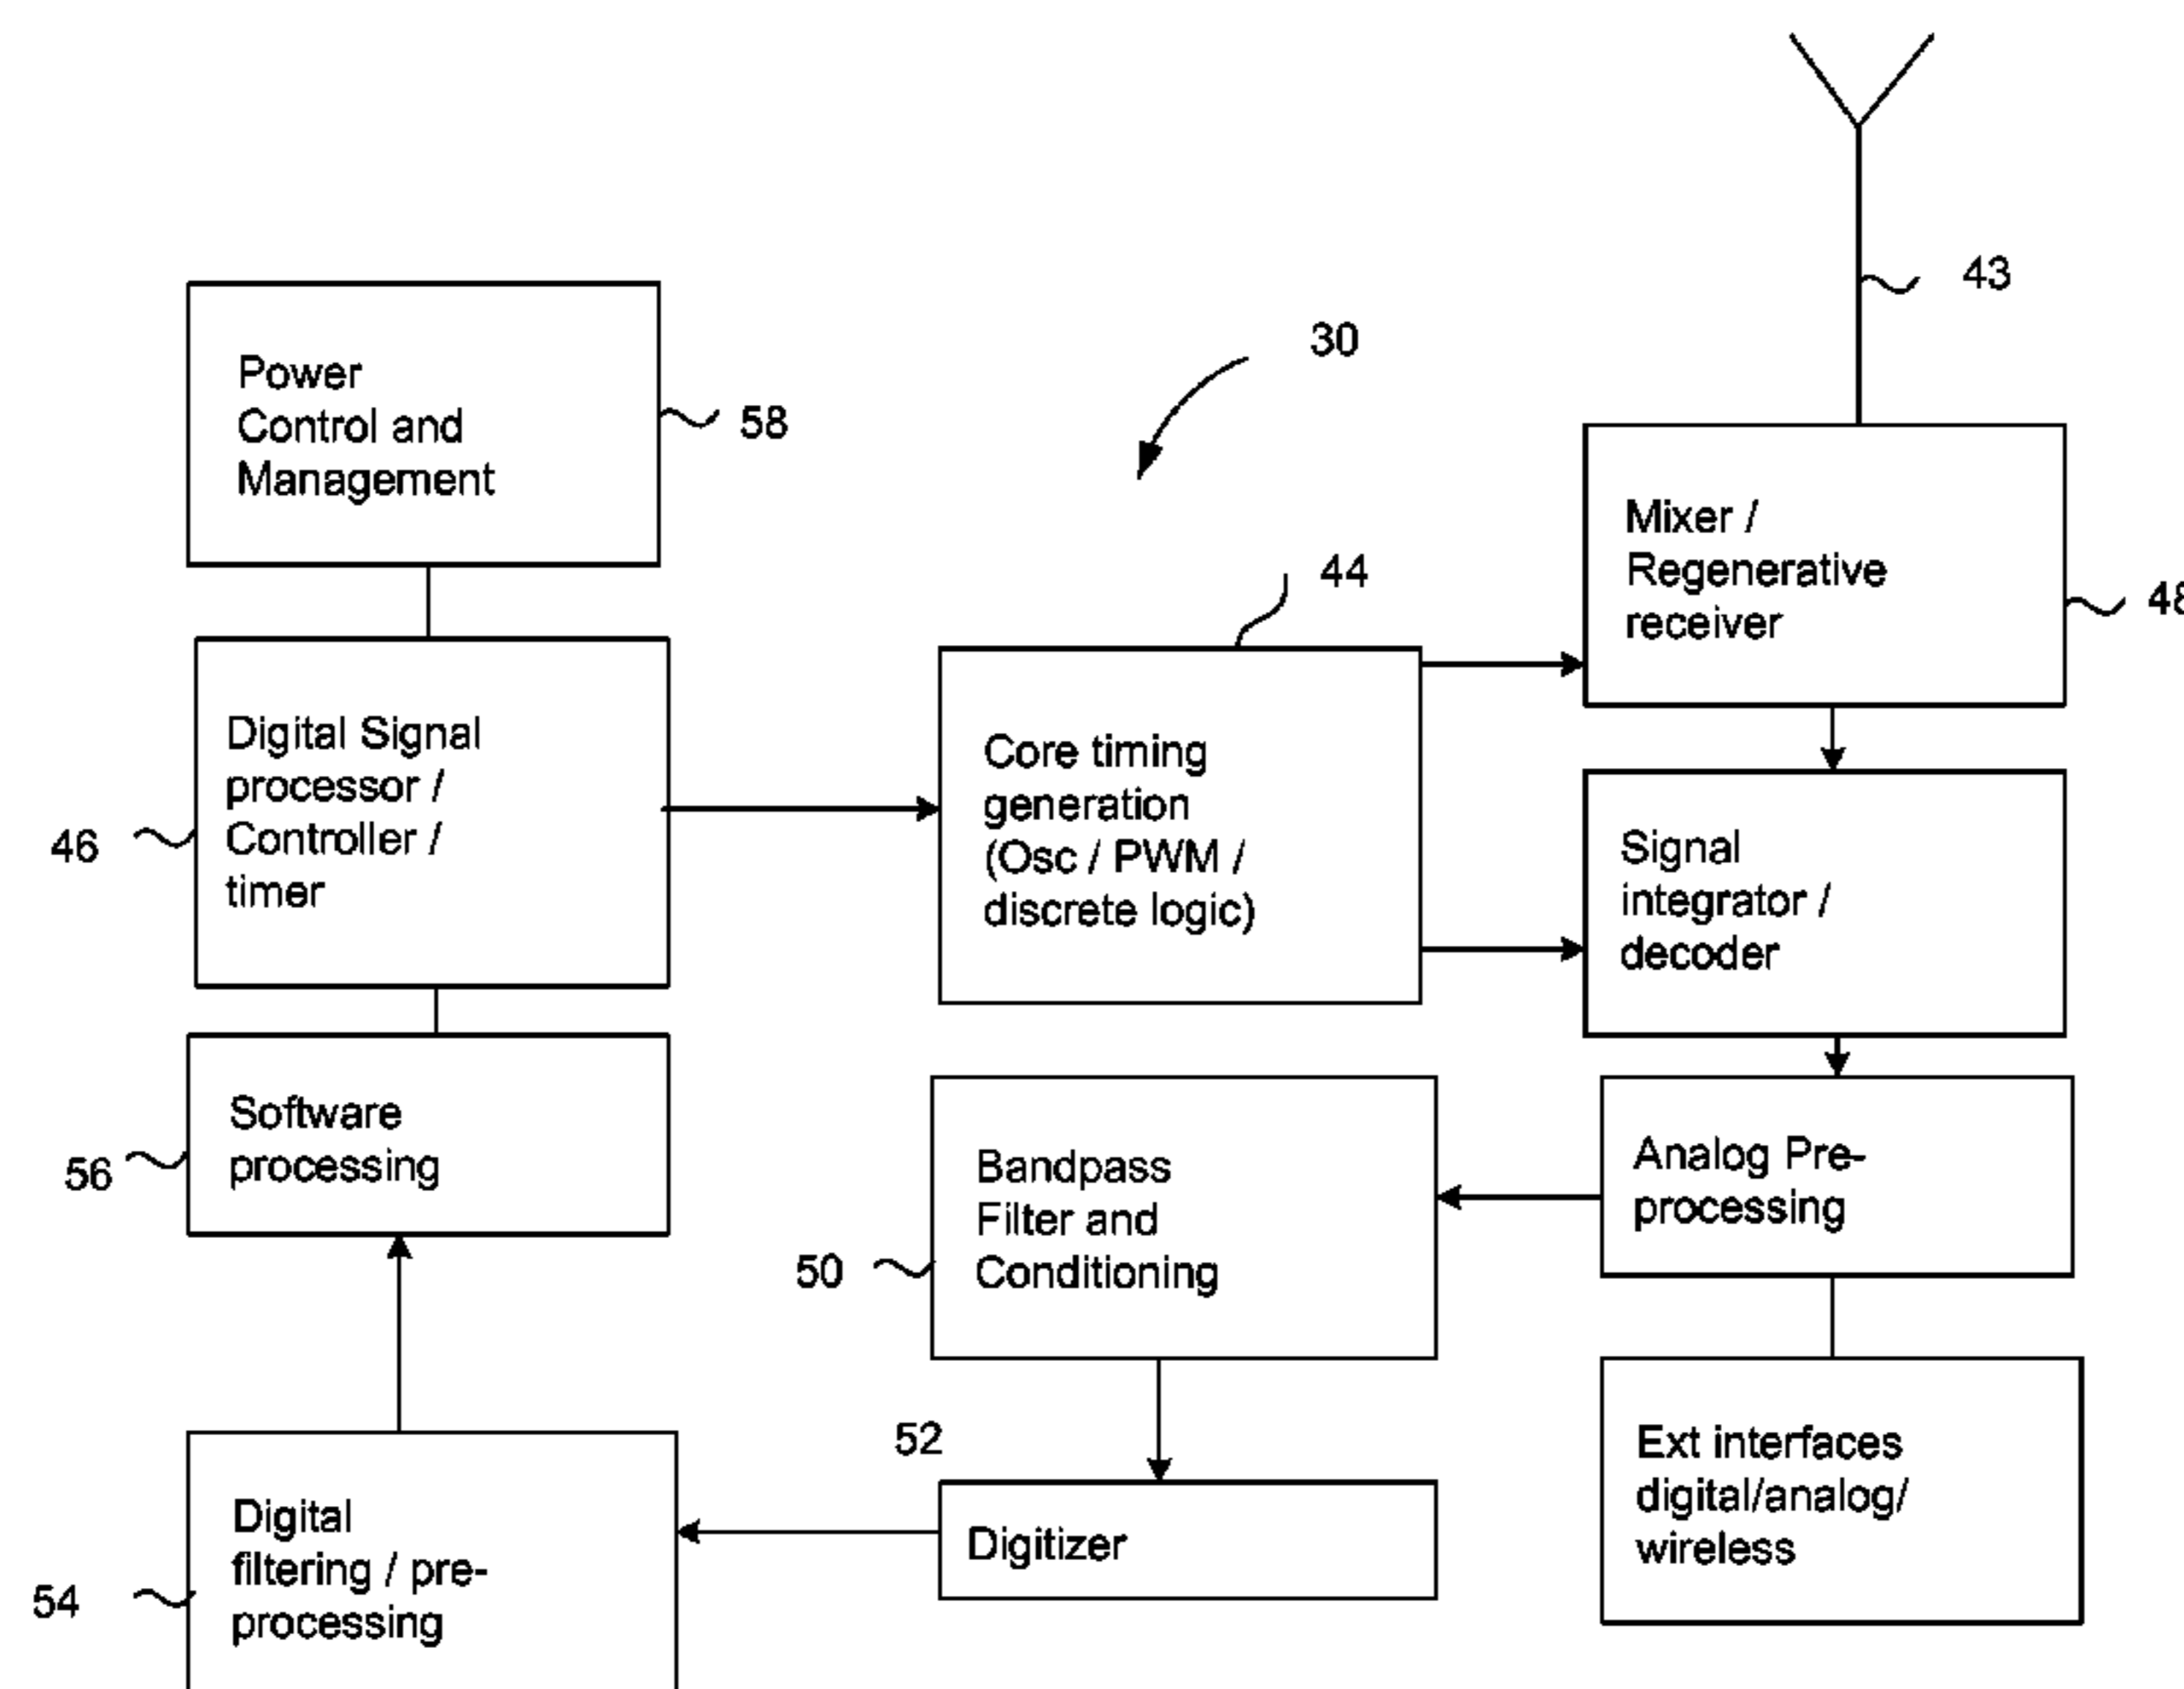 43
30
Power
Control and
Management
58
Mixer /
Regenerative
receiver
48
44
Digital Signal
processor /
Controller /
timer
46
Core timing
generation
(Osc / PWM /
discrete logic)
Signal
integrator /
decoder
Software
processing
56
Bandpass
Filter and
Conditioning
50
Analog Pre-
processing
52
Digitizer
Ext interfaces
digital/analog/
wireless
Digital
filtering / pre-
processing
54